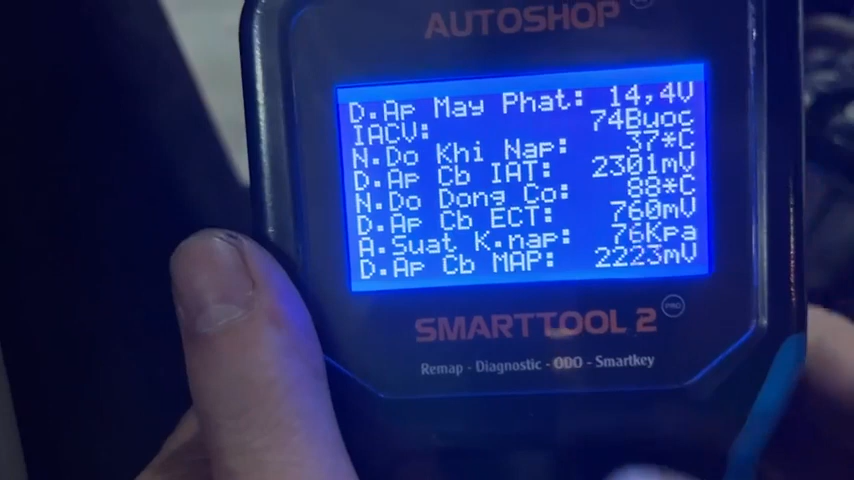 AUTOSHOP
D.Ap May Phat: 14,4V
IACV: 74Buoc
N.Do Khi Nap: 37*C
D.Ap Cb IAT: 2301mV
N.Do Dong Co: 88*C
D.Ap Cb ECT: 760mV
A.Suat K.nap: 76Kpa
D.Ap Cb MAP: 2223mV
SMARTTOOL 2 PRO
Remap - Diagnostic - ODO - Smartkey